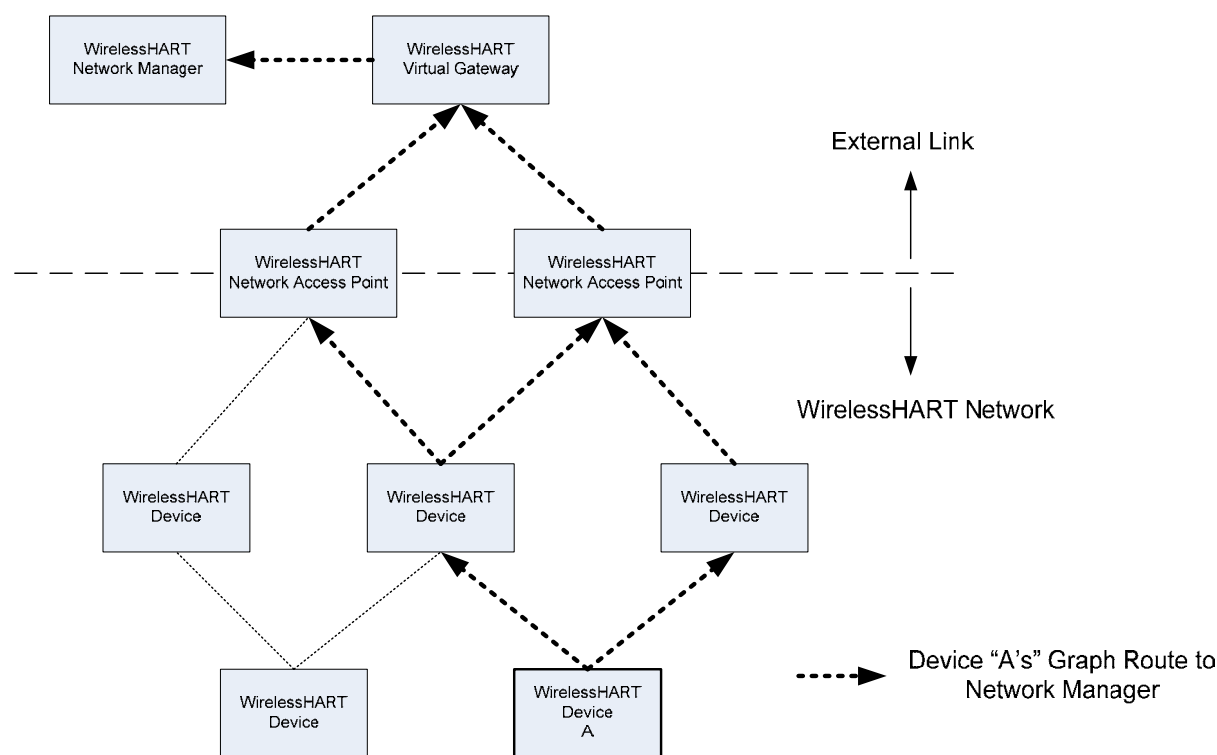 WirelessHART
Network Manager
WirelessHART
Virtual Gateway
External Link
WirelessHART
Network Access Point
WirelessHART
Network Access Point
WirelessHART Network
WirelessHART
Device
WirelessHART
Device
WirelessHART
Device
WirelessHART
Device
WirelessHART
Device
A
Device “A’s” Graph Route to
Network Manager